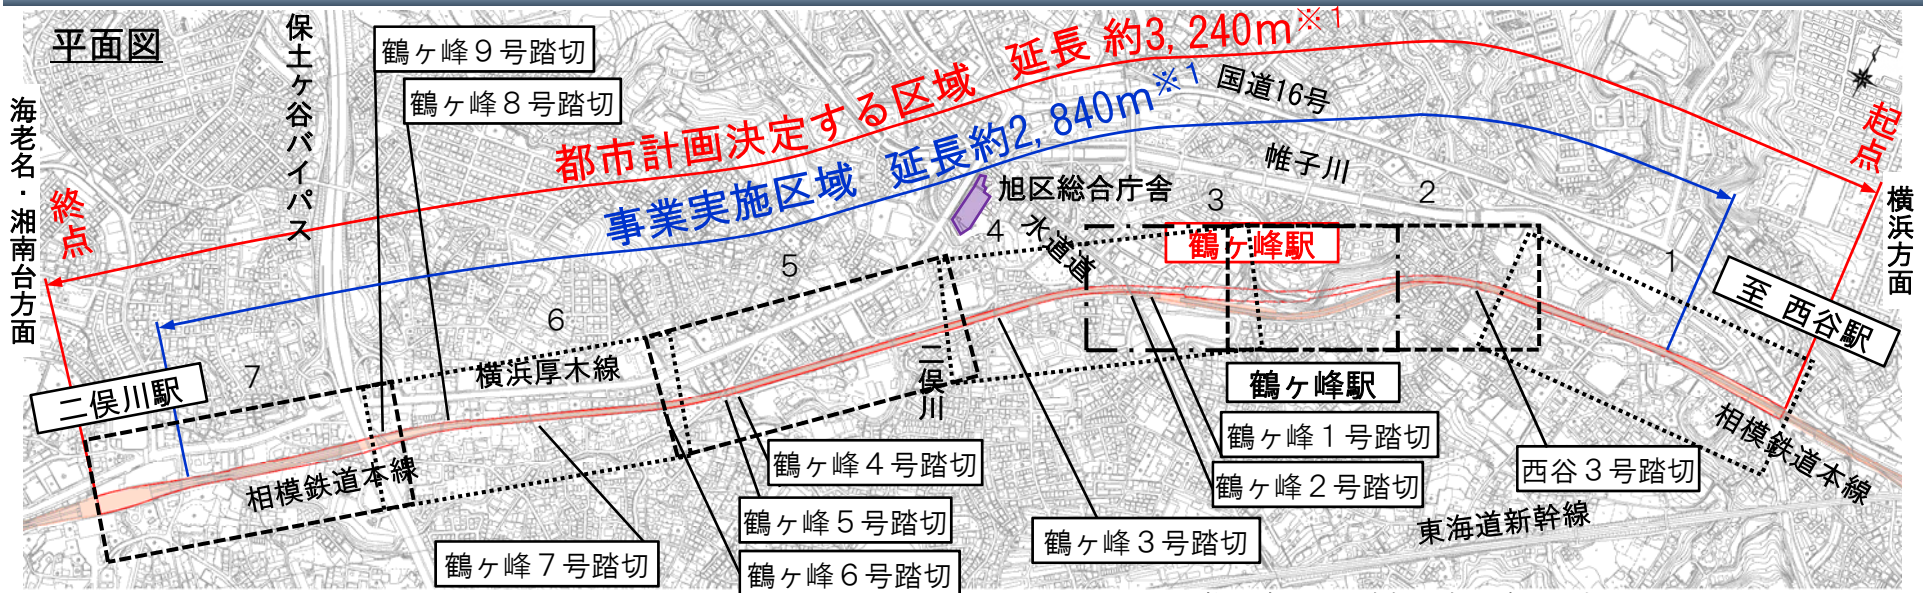 平面図
保土ヶ谷バイパス
鶴ヶ峰９号踏切
鶴ヶ峰８号踏切
都市計画決定する区域　延長 約3,240m※1
事業実施区域　延長約2,840m※1
国道16号
起点
終点
海老名・湘南台方面
横浜方面
帷子川
旭区総合庁舎
水道道
鶴ヶ峰駅
1
2
3
4
5
6
7
至 西谷駅
二俣川駅
横浜厚木線
二俣川
鶴ヶ峰駅
相模鉄道本線
相模鉄道本線
鶴ヶ峰１号踏切
鶴ヶ峰２号踏切
西谷３号踏切
鶴ヶ峰４号踏切
鶴ヶ峰５号踏切
鶴ヶ峰３号踏切
東海道新幹線
鶴ヶ峰７号踏切
鶴ヶ峰６号踏切